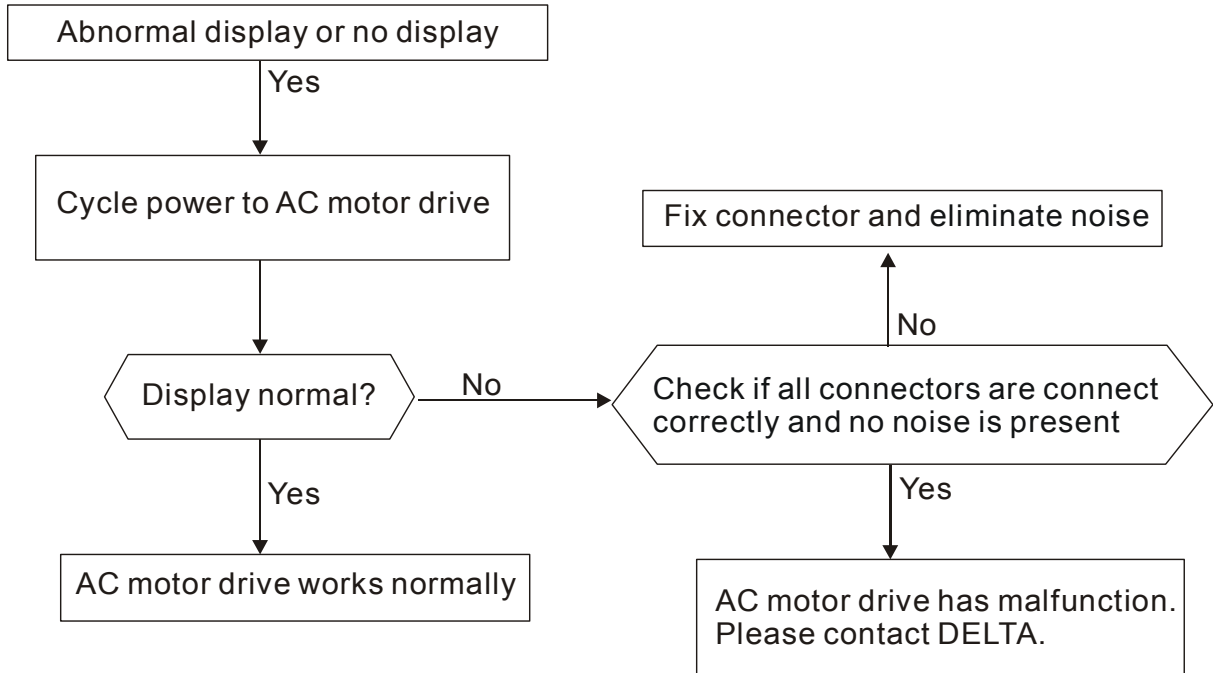 Abnormal display or no display
Yes
Cycle power to AC motor drive
Fix connector and eliminate noise
No
Display normal?
No
Check if all connectors are connect
correctly and no noise is present
Yes
Yes
AC motor drive works normally
AC motor drive has malfunction.
Please contact DELTA.